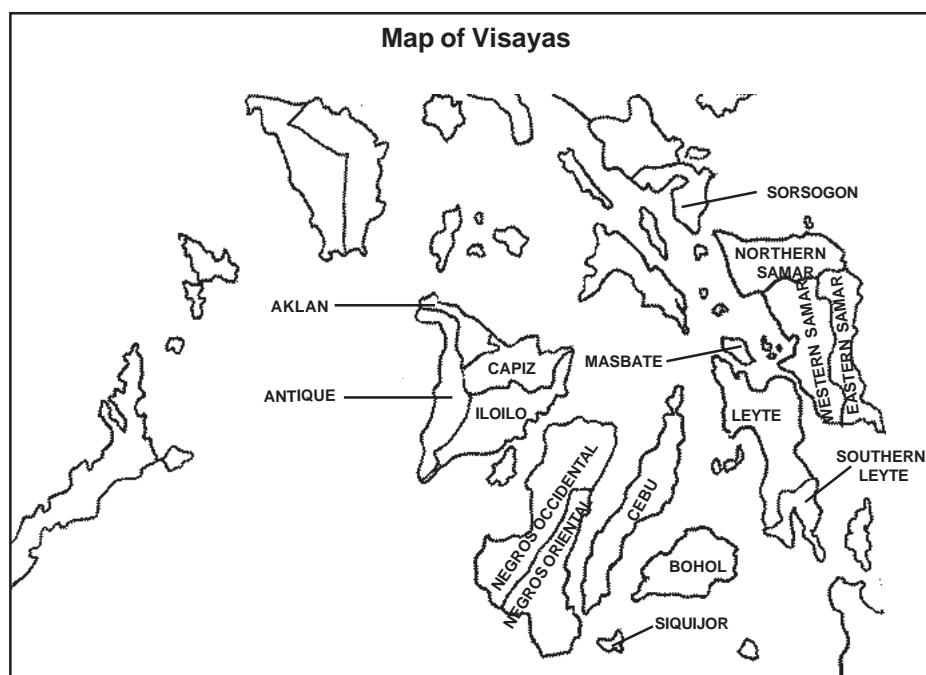 Map of Visayas
SORSOGON
NORTHERN
SAMAR
AKLAN
WESTERN SAMAR
EASTERN SAMAR
MASBATE
CAPIZ
ANTIQUE
ILOILO
LEYTE
SOUTHERN
LEYTE
NEGROS OCCIDENTAL
NEGROS ORIENTAL
CEBU
BOHOL
SIQUIJOR